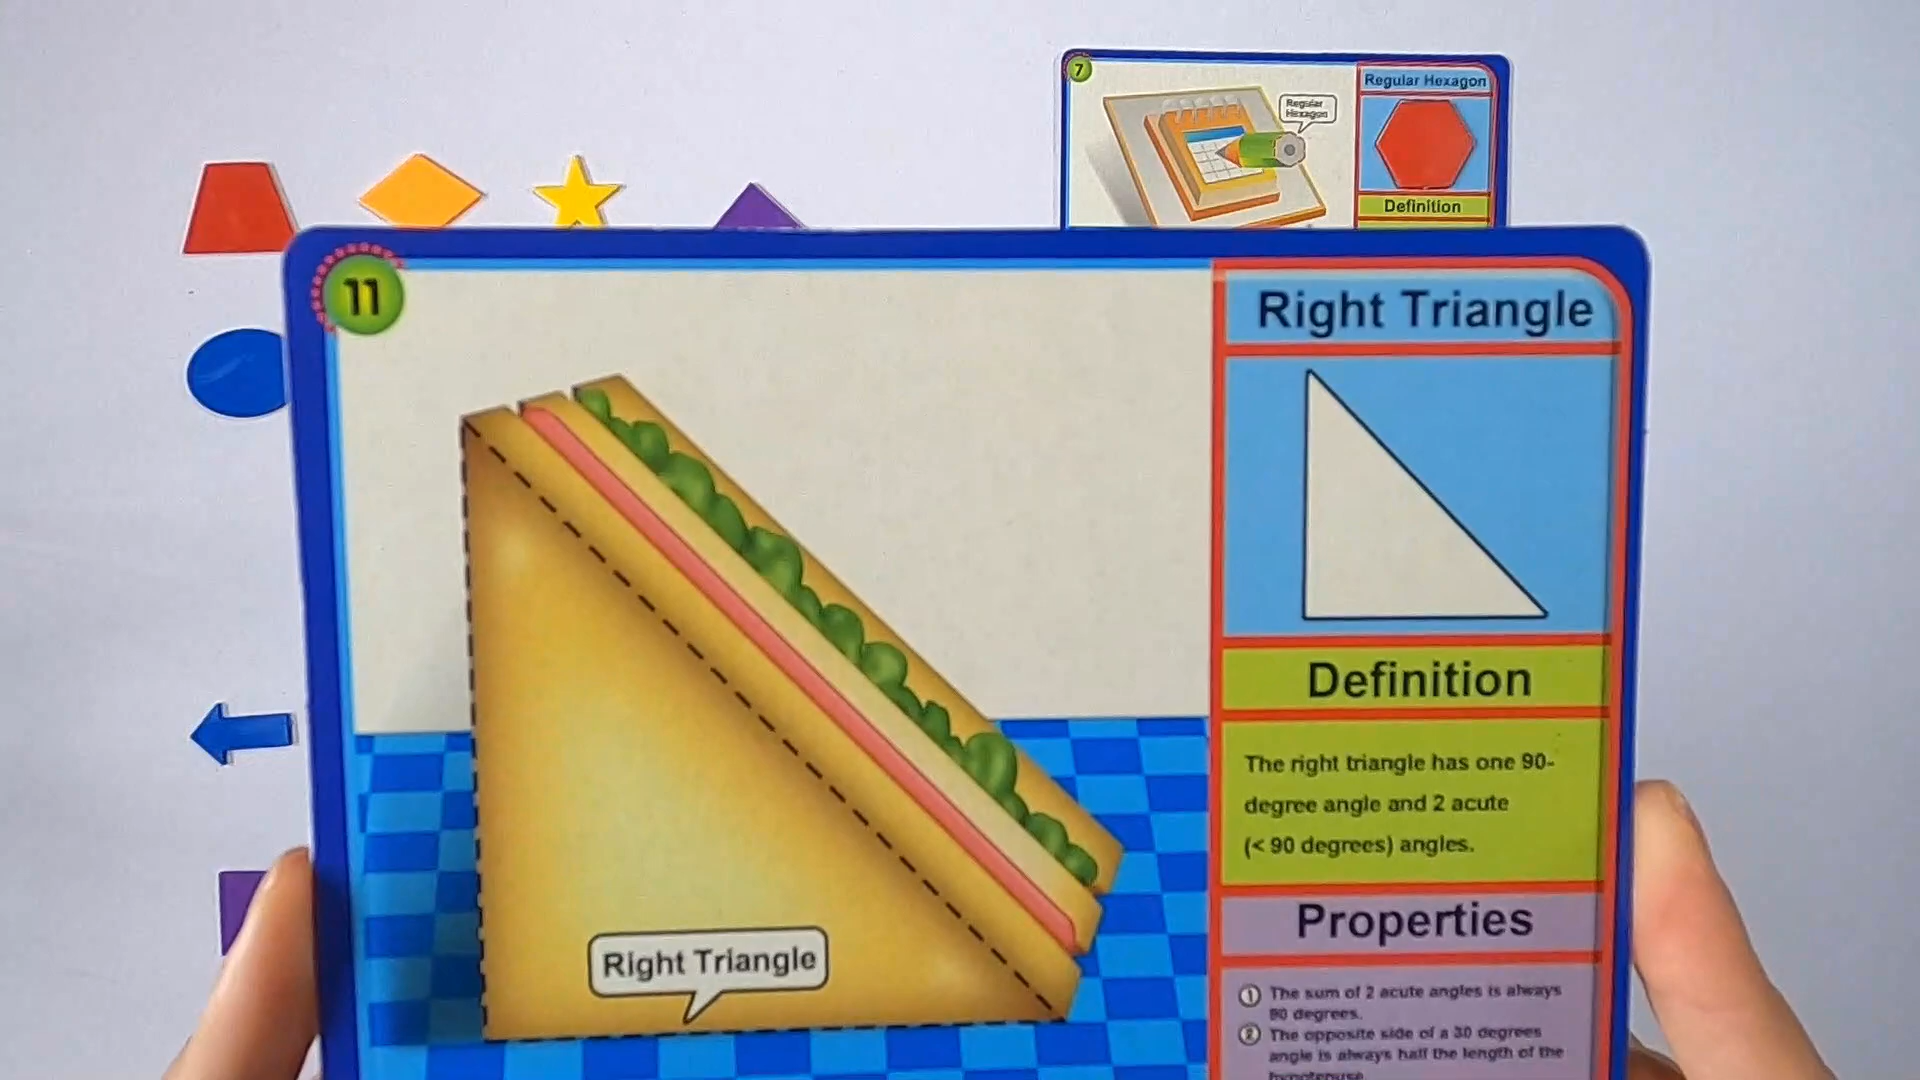 7
Regular Hexagon
Regular
Hexagon
Definition
11
Right Triangle
Definition
The right triangle has one 90-
degree angle and 2 acute
(< 90 degrees) angles.
Properties
1 The sum of 2 acute angles is always
90 degrees.
2 The opposite side of a 30 degrees
angle is always half the length of the
hypotenuse
Right Triangle